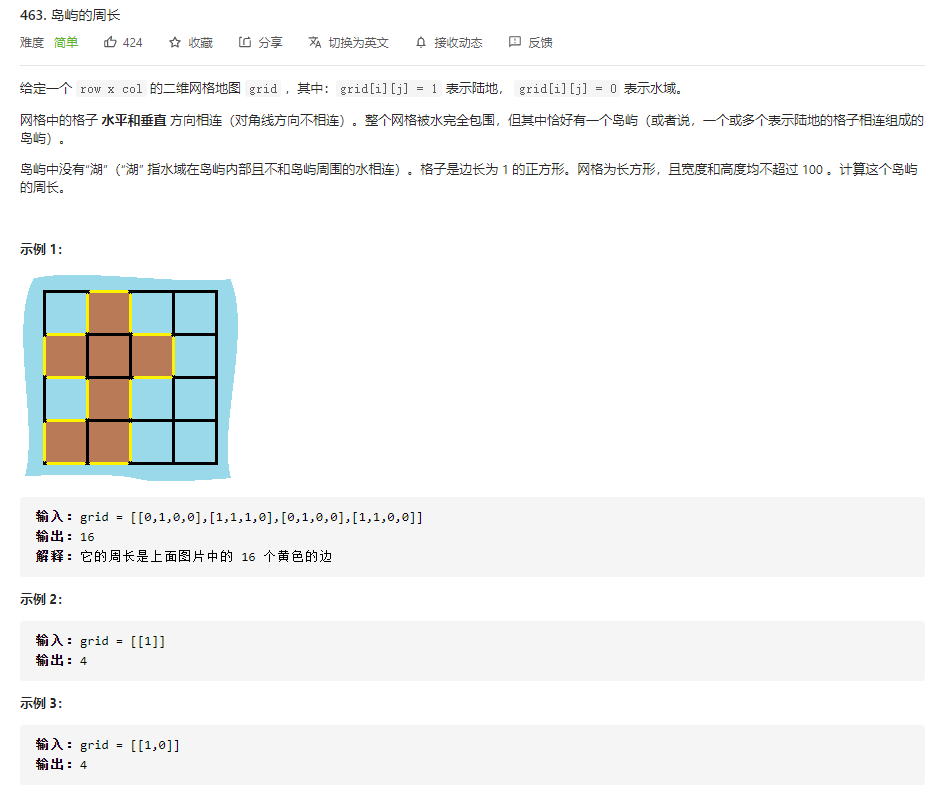 463. 岛屿的周长
难度 简单 424 收藏 分享 切换为英文 接收动态 反馈
给定一个 row x col 的二维网格地图 grid ，其中：grid[i][j] = 1 表示陆地， grid[i][j] = 0 表示水域。
网格中的格子 水平和垂直 方向相连（对角线方向不相连）。整个网格被水完全包围，但其中恰好有一个岛屿（或者说，一个或多个表示陆地的格子相连组成的
岛屿）。
岛屿中没有“湖”（“湖” 指水域在岛屿内部且不和岛屿周围的水相连）。格子是边长为 1 的正方形。网格为长方形，且宽度和高度均不超过 100 。计算这个岛屿
的周长。
示例 1：
输入：grid = [[0,1,0,0],[1,1,1,0],[0,1,0,0],[1,1,0,0]]
输出：16
解释：它的周长是上面图片中的 16 个黄色的边
示例 2：
输入：grid = [[1]]
输出：4
示例 3：
输入：grid = [[1,0]]
输出：4